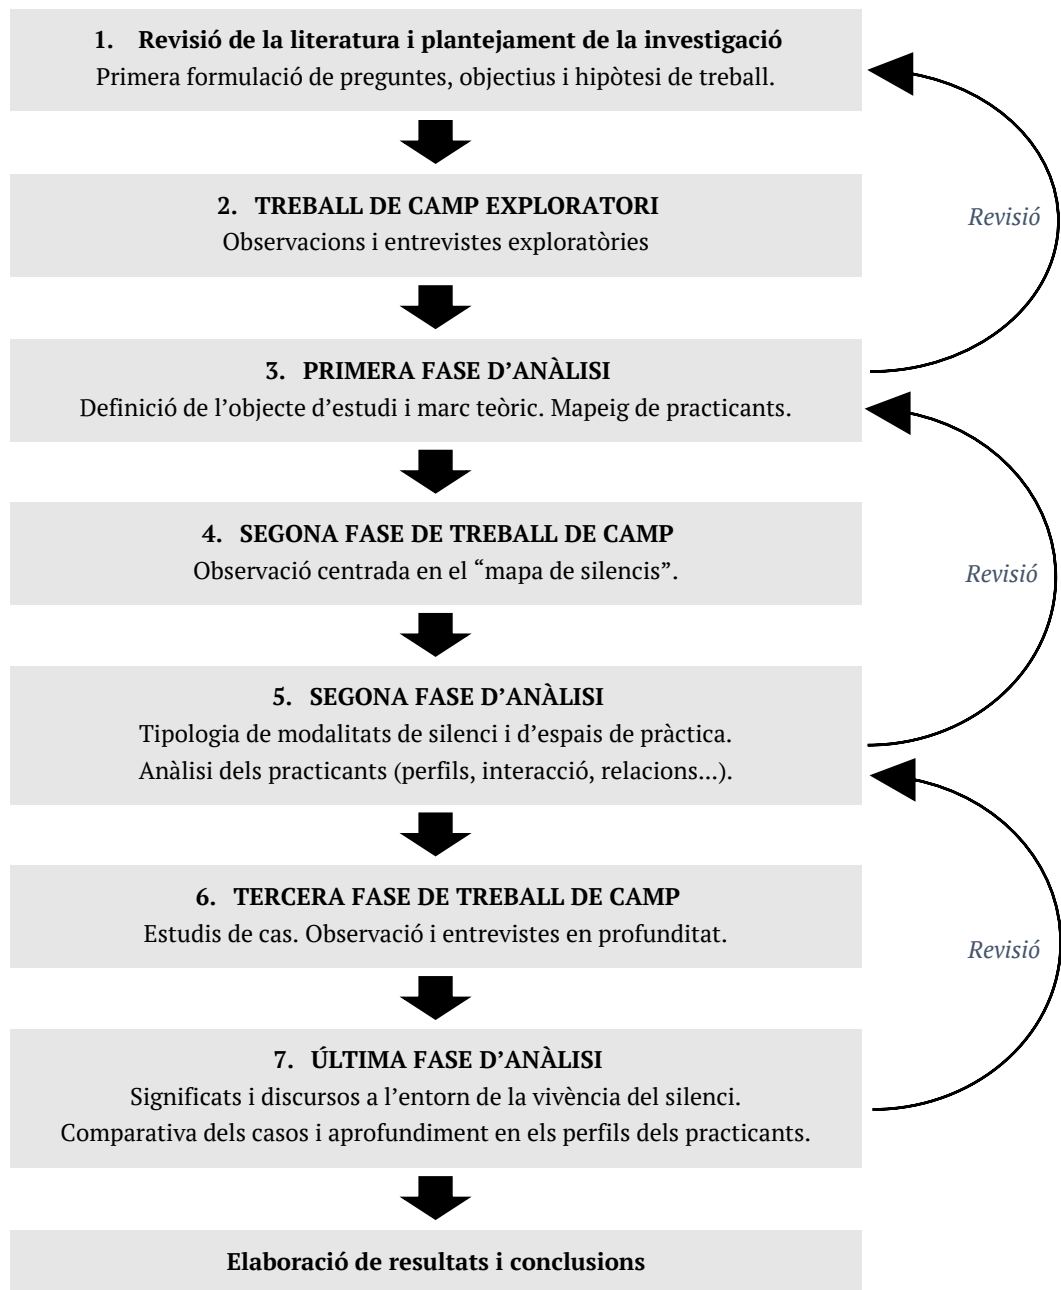 1. Revisió de la literatura i plantejament de la investigació
Primera formulació de preguntes, objectius i hipòtesi de treball.
2. TREBALL DE CAMP EXPLORATORI
Observacions i entrevistes exploratòries
Revisió
3. PRIMERA FASE D’ANÀLISI
Definició de l’objecte d’estudi i marc teòric. Mapeig de practicants.
4. SEGONA FASE DE TREBALL DE CAMP
Observació centrada en el “mapa de silencis”.
Revisió
5. SEGONA FASE D’ANÀLISI
Tipologia de modalitats de silenci i d’espais de pràctica.
Anàlisi dels practicants (perfils, interacció, relacions...).
6. TERCERA FASE DE TREBALL DE CAMP
Estudis de cas. Observació i entrevistes en profunditat.
Revisió
7. ÚLTIMA FASE D’ANÀLISI
Significats i discursos a l’entorn de la vivència del silenci.
Comparativa dels casos i aprofundiment en els perfils dels practicants.
Elaboració de resultats i conclusions